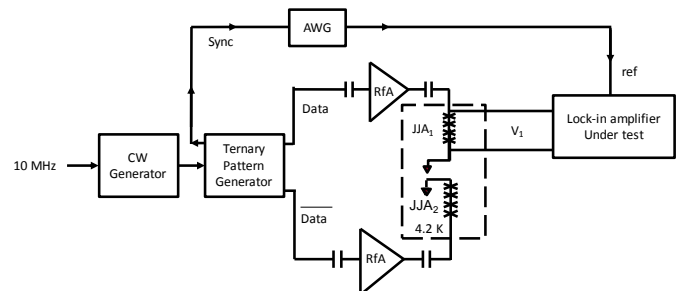 AWG
Sync
ref
RfA
Data
JJA₁
V₁
Lock-in amplifier
Under test
10 MHz
CW
Generator
Ternary
Pattern
Generator
JJA₂
Data
4.2 K
RfA